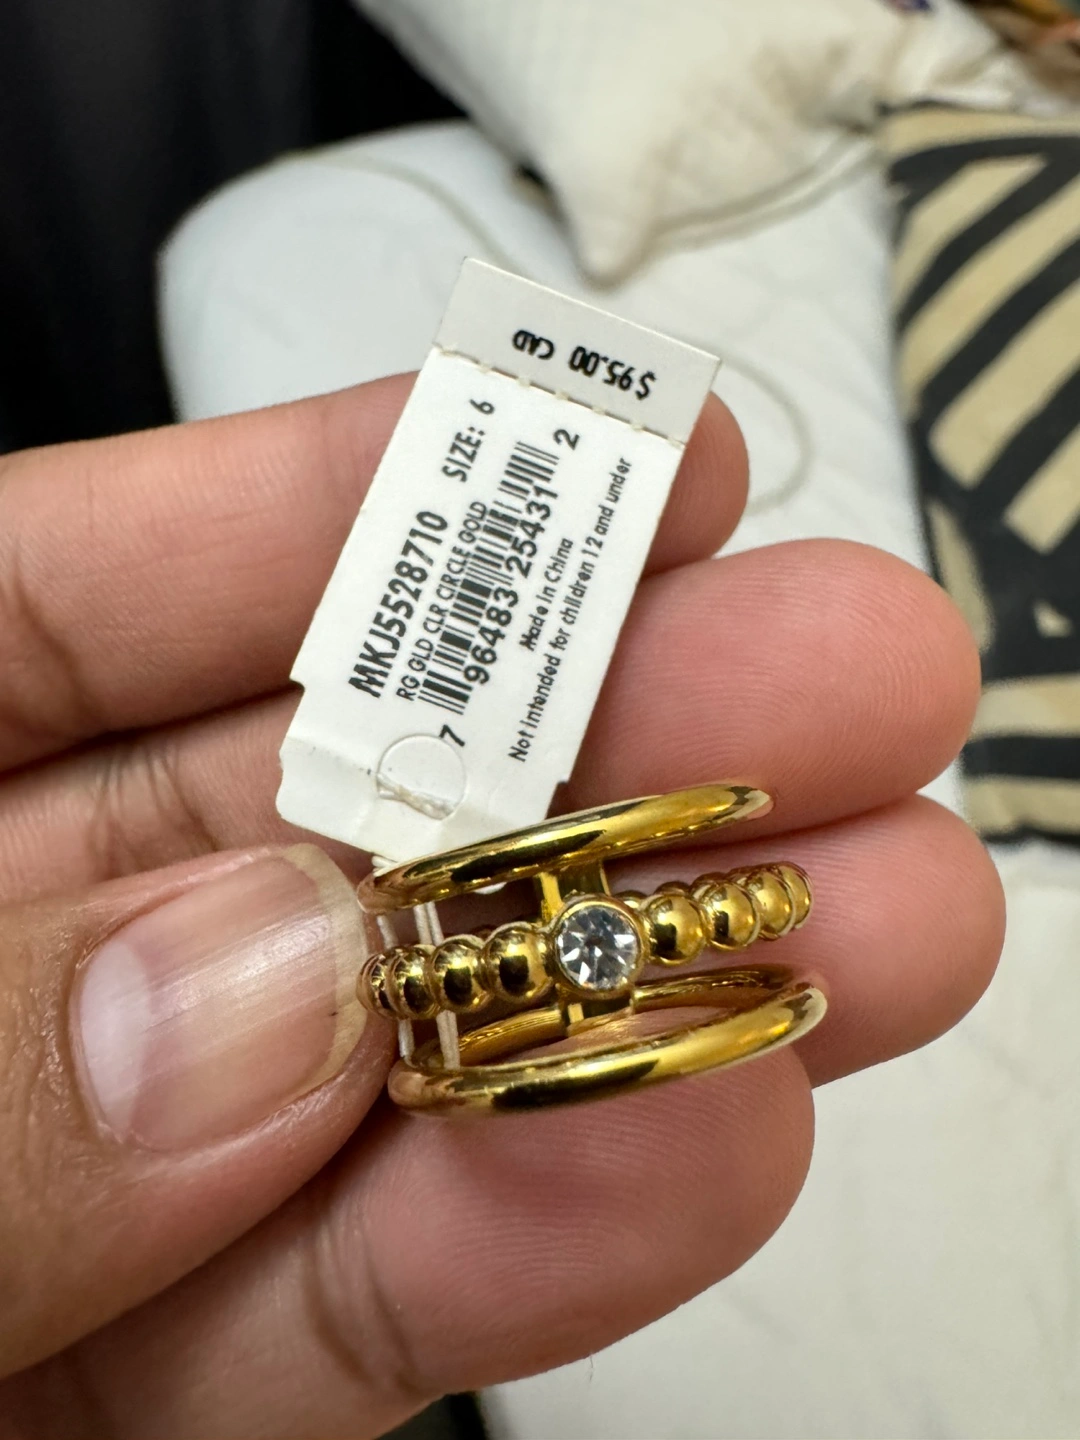 $95.00 CAD
MKJ5528710 SIZE: 6
RG GLD CLR CIRCLE GOLD
7 96483 25431 2
Made in China
Not intended for children 12 and under